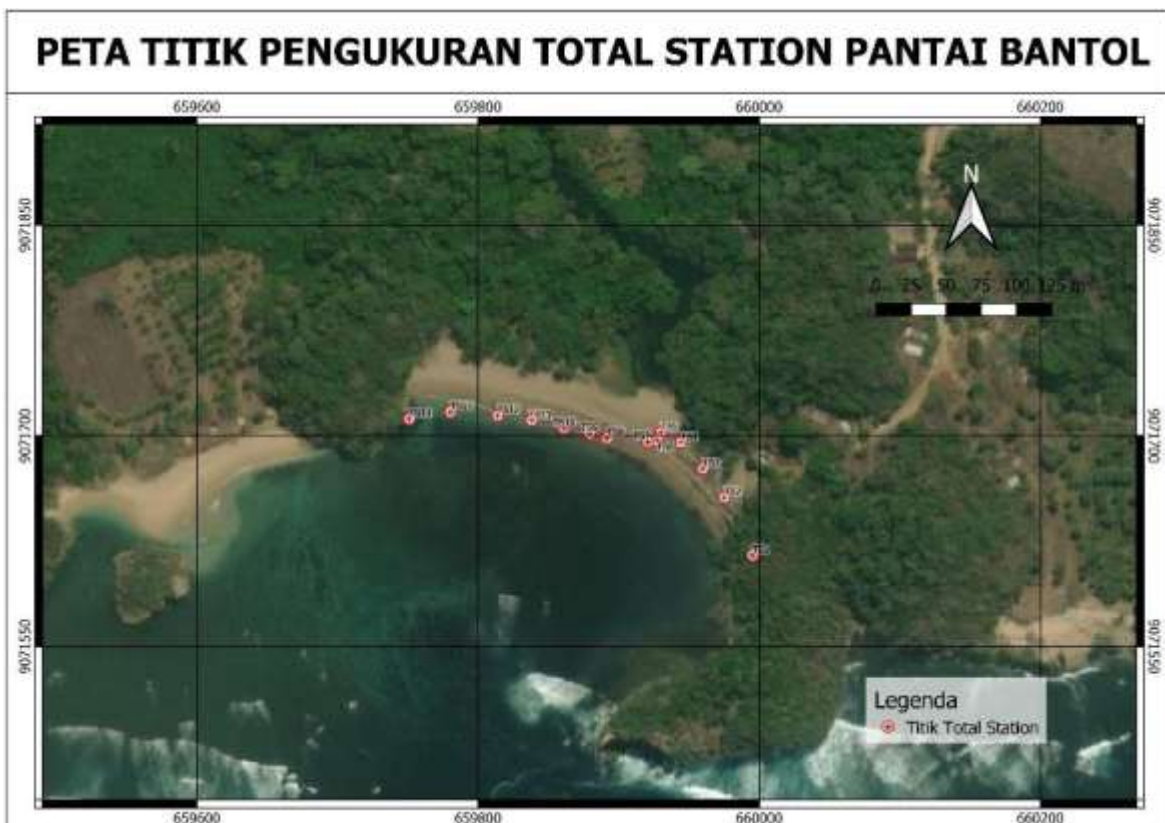 PETA TITIK PENGUKURAN TOTAL STATION PANTAI BANTOL
659600 659800 660000 660200
N
9071850 9071850
0 25 50 75 100 125 m
9071700 9071700
9071550 9071550
Legenda
Titik Total Station
659600 659800 660000 660200